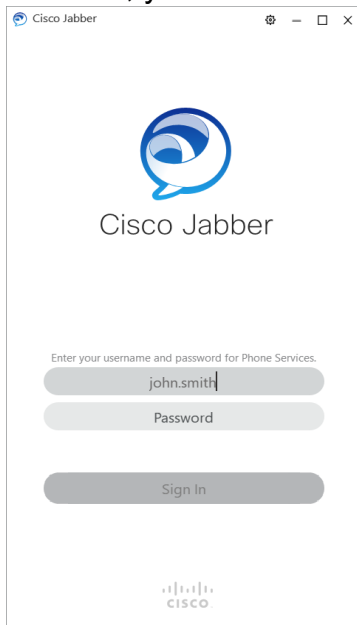 Cisco Jabber
Cisco Jabber
Enter your username and password for Phone Services.
john.smith
Password
Sign In
CISCO